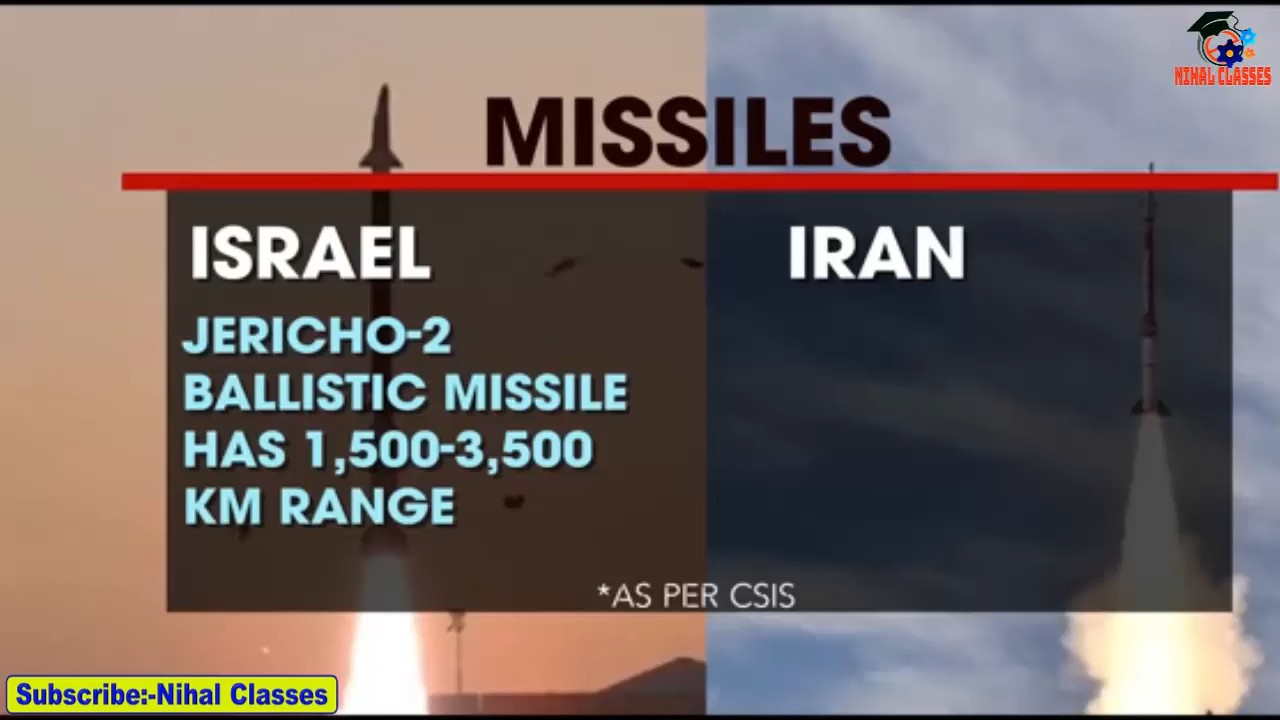 NIHAL CLASSES
MISSILES
ISRAEL
IRAN
JERICHO-2
BALLISTIC MISSILE
HAS 1,500-3,500
KM RANGE
*AS PER CSIS
Subscribe:-Nihal Classes